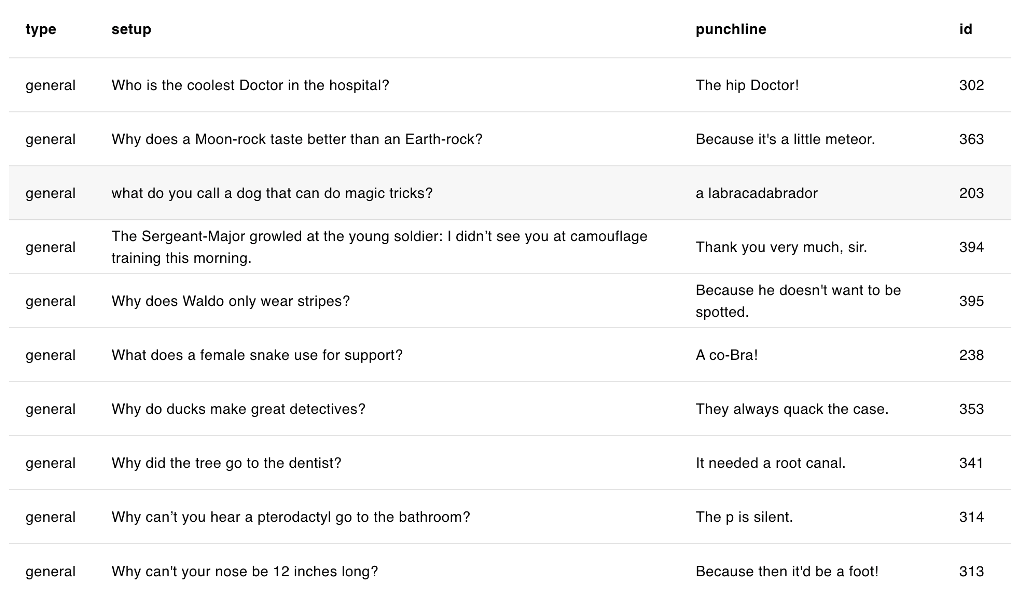 type setup punchline id
general Who is the coolest Doctor in the hospital? The hip Doctor! 302
general Why does a Moon-rock taste better than an Earth-rock? Because it's a little meteor. 363
general what do you call a dog that can do magic tricks? a labracadabrador 203
general The Sergeant-Major growled at the young soldier: I didn’t see you at camouflage
training this morning. Thank you very much, sir. 394
general Why does Waldo only wear stripes? Because he doesn't want to be
spotted. 395
general What does a female snake use for support? A co-Bra! 238
general Why do ducks make great detectives? They always quack the case. 353
general Why did the tree go to the dentist? It needed a root canal. 341
general Why can’t you hear a pterodactyl go to the bathroom? The p is silent. 314
general Why can't your nose be 12 inches long? Because then it'd be a foot! 313